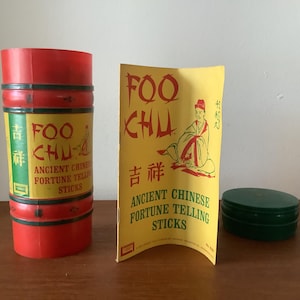 吉
祥
FOO
CHU
ANCIENT CHINESE
FORTUNE TELLING
STICKS
FOO
CHU
吉
祥
ANCIENT CHINESE
FORTUNE TELLING
STICKS